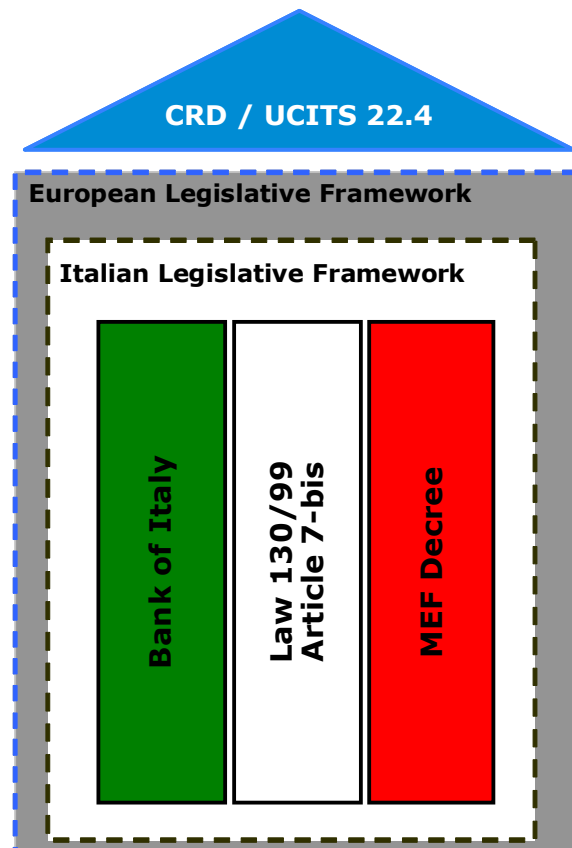 CRD / UCITS 22.4
European Legislative Framework
Italian Legislative Framework
Bank of Italy
Law 130/99
Article 7-bis
MEF Decree